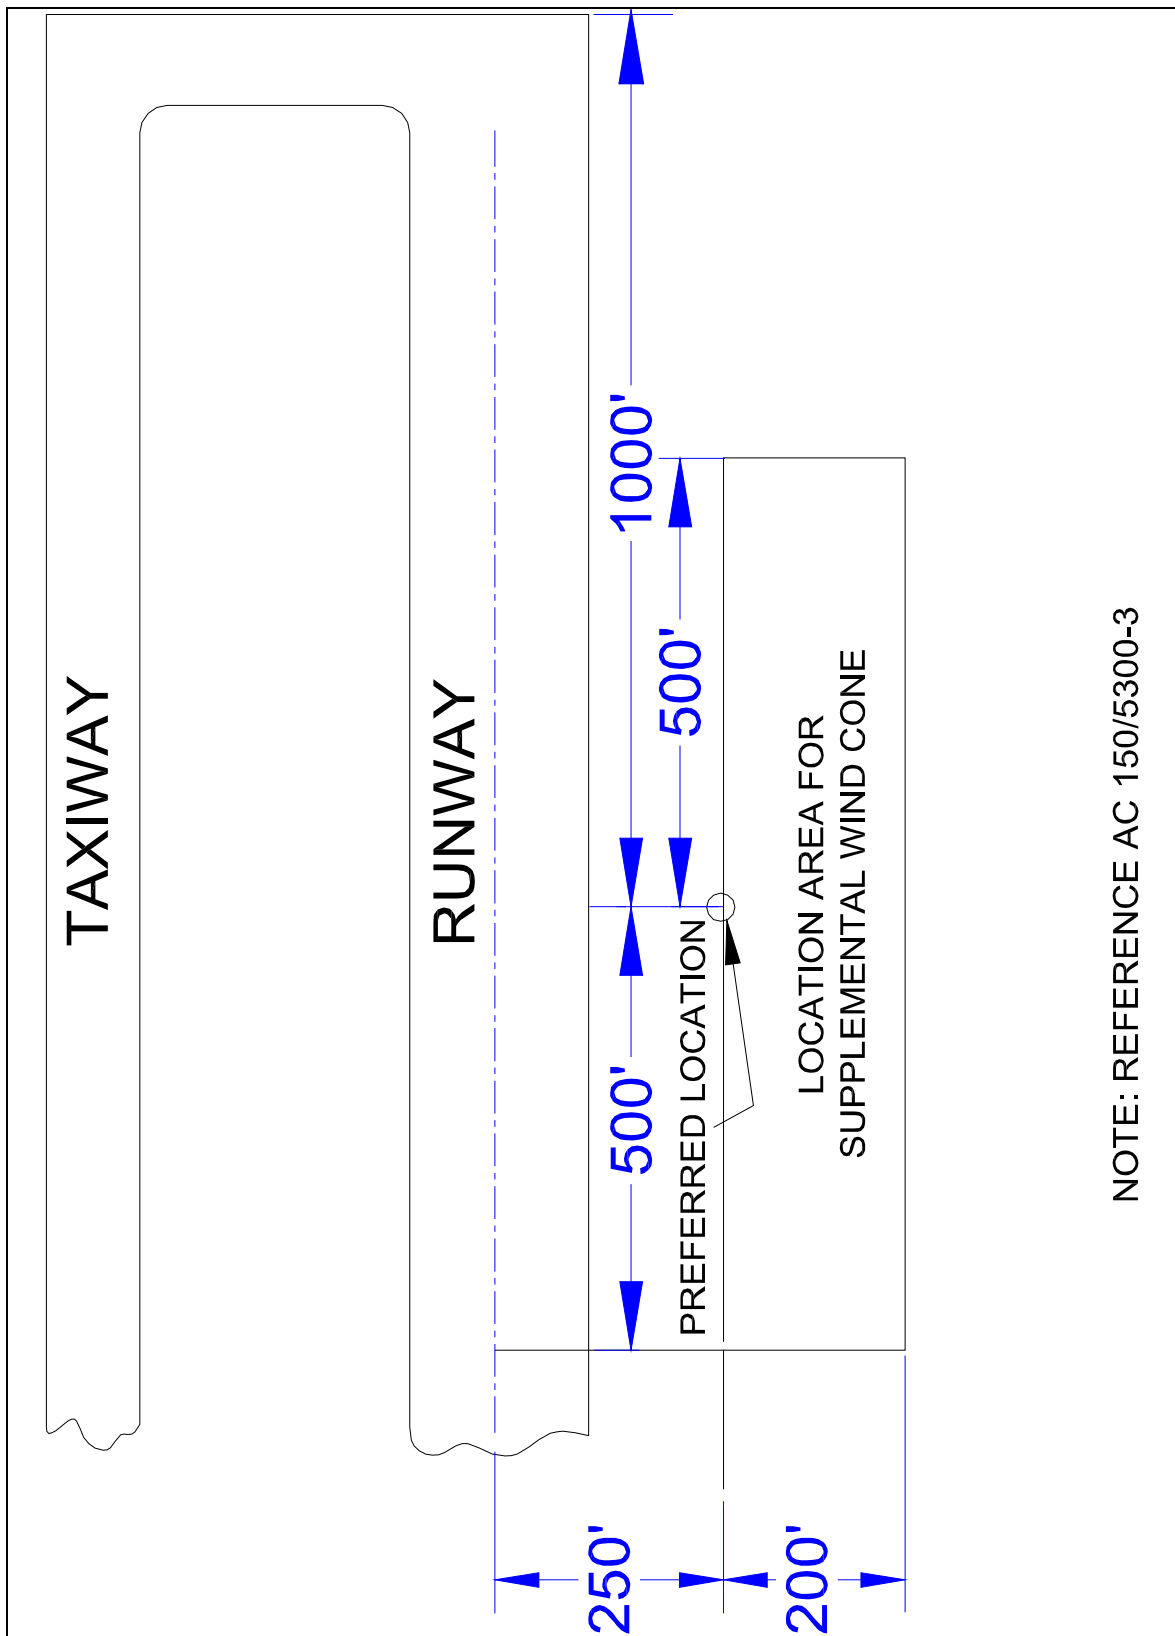 TAXIWAY
RUNWAY
1000'
500'
500'
PREFERRED LOCATION
LOCATION AREA FOR
SUPPLEMENTAL WIND CONE
250'
200'
NOTE: REFERENCE AC 150/5300-3